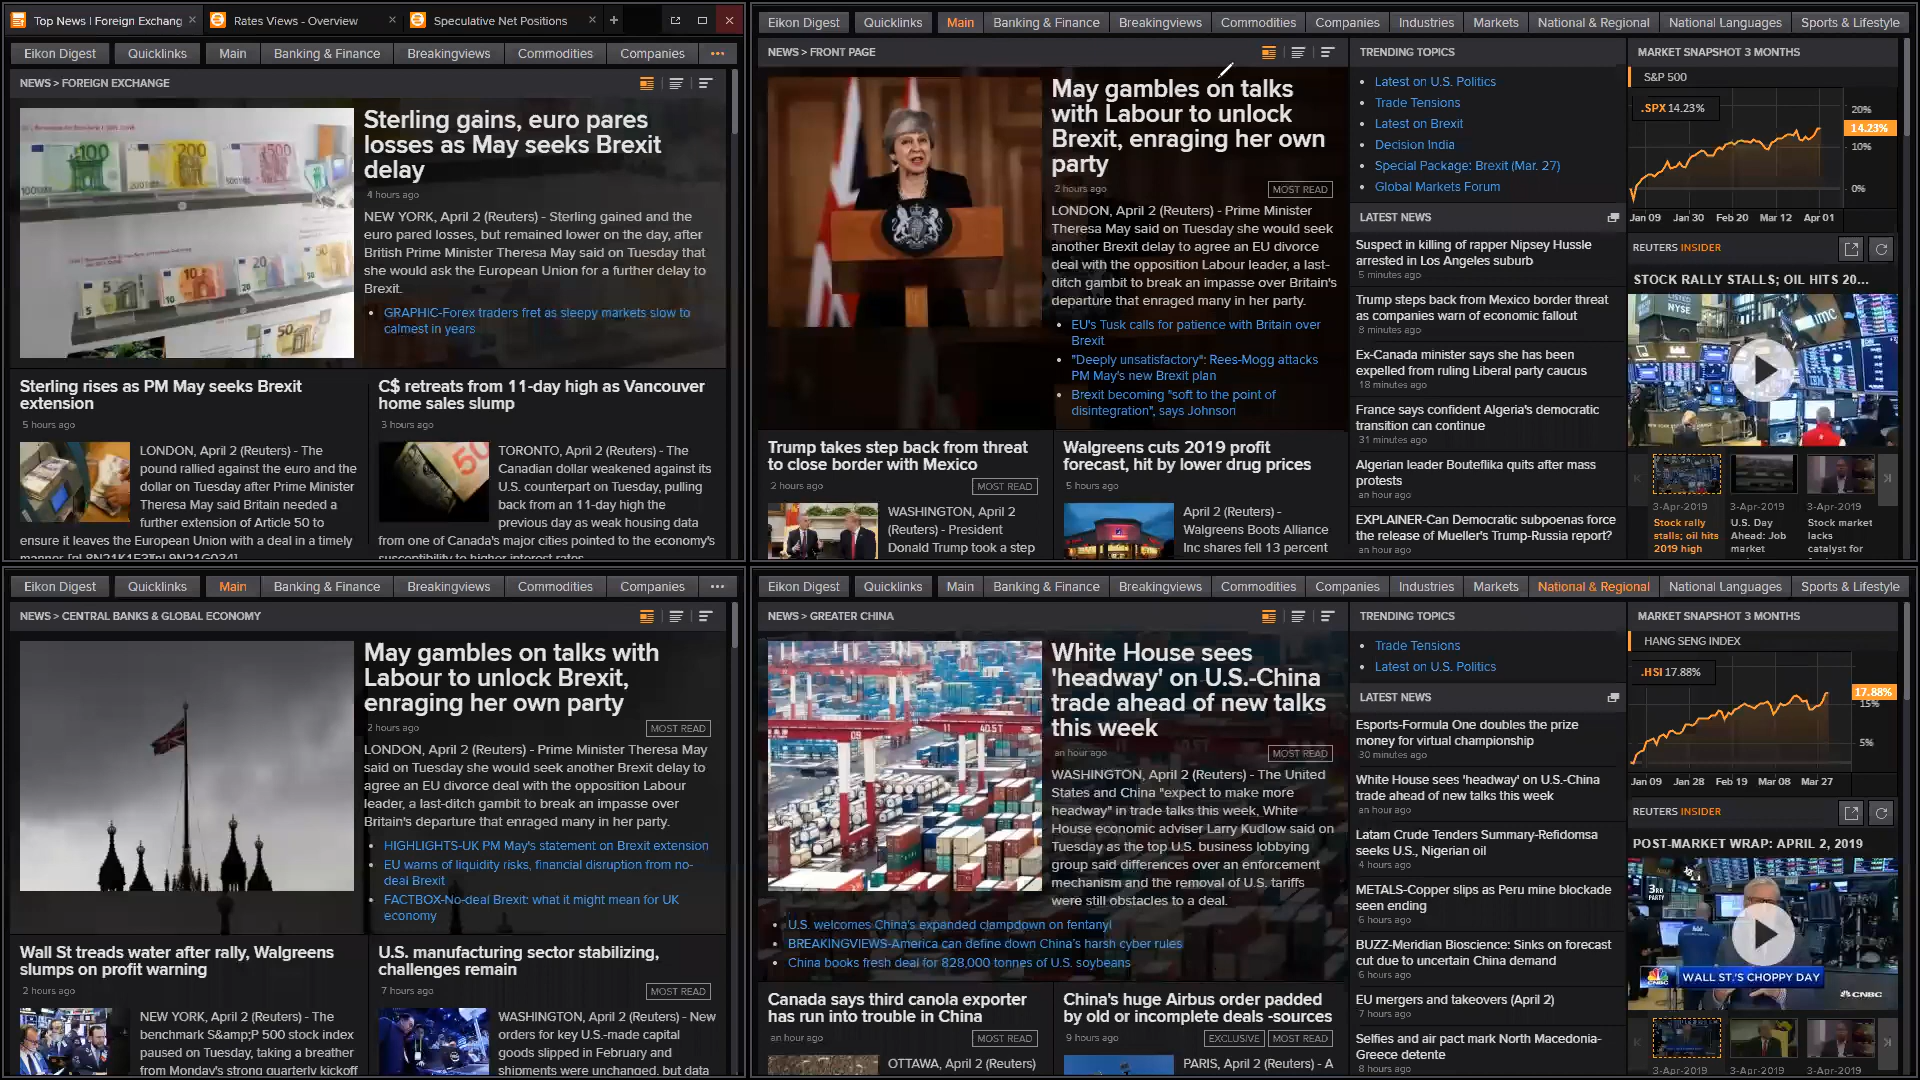 Top News | Foreign Exchang
Rates Views - Overview
Speculative Net Positions
Eikon Digest
Quicklinks
Main
Banking & Finance
Breakingviews
Commodities
Companies
NEWS > FOREIGN EXCHANGE
Sterling gains, euro pares
losses as May seeks Brexit
delay
4 hours ago
NEW YORK, April 2 (Reuters) - Sterling gained and the
euro pared losses, but remained lower on the day, after
British Prime Minister Theresa May said on Tuesday that
she would ask the European Union for a further delay to
Brexit.
GRAPHIC-Forex traders fret as sleepy markets slow to
calmest in years
Sterling rises as PM May seeks Brexit
extension
5 hours ago
LONDON, April 2 (Reuters) - The
pound rallied against the euro and the
dollar on Tuesday after Prime Minister
Theresa May said Britain needed a
further extension of Article 50 to
ensure it leaves the European Union with a deal in a timely
C$ retreats from 11-day high as Vancouver
home sales slump
3 hours ago
TORONTO, April 2 (Reuters) - The
Canadian dollar weakened against its
U.S. counterpart on Tuesday, pulling
back from an 11-day high the
previous day as weak housing data
from one of Canada's major cities pointed to the economy's
susceptibility to higher interest rates.
Eikon Digest
Quicklinks
Main
Banking & Finance
Breakingviews
Commodities
Companies
Industries
Markets
National & Regional
National Languages
Sports & Lifestyle
NEWS > FRONT PAGE
May gambles on talks
with Labour to unlock
Brexit, enraging her own
party
2 hours ago
MOST READ
LONDON, April 2 (Reuters) - Prime Minister
Theresa May said on Tuesday she would seek
another Brexit delay to agree an EU divorce
deal with the opposition Labour leader, a last-
ditch gambit to break an impasse over Britain's
departure that enraged many in her party.
EU's Tusk calls for patience with Britain over
Brexit
"Deeply unsatisfactory": Rees-Mogg attacks
PM May's new Brexit plan
Brexit becoming "soft to the point of
disintegration", says Johnson
Trump takes step back from threat
to close border with Mexico
2 hours ago
MOST READ
WASHINGTON, April 2
(Reuters) - President
Donald Trump took a step
Walgreens cuts 2019 profit
forecast, hit by lower drug prices
5 hours ago
April 2 (Reuters) -
Walgreens Boots Alliance
Inc shares fell 13 percent
TRENDING TOPICS
Latest on U.S. Politics
Trade Tensions
Latest on Brexit
Decision India
Special Package: Brexit (Mar. 27)
Global Markets Forum
LATEST NEWS
Suspect in killing of rapper Nipsey Hussle
arrested in Los Angeles suburb
5 minutes ago
Trump steps back from Mexico border threat
as companies warn of economic fallout
8 minutes ago
Ex-Canada minister says she has been
expelled from ruling Liberal party caucus
18 minutes ago
France says confident Algeria's democratic
transition can continue
31 minutes ago
Algerian leader Bouteflika quits after mass
protests
an hour ago
EXPLAINER-Can Democratic subpoenas force
the release of Mueller's Trump-Russia report?
an hour ago
MARKET SNAPSHOT 3 MONTHS
S&P 500
.SPX 14.23%
20%
14.23%
10%
0%
Jan 09 Jan 30 Feb 20 Mar 12 Apr 01
REUTERS INSIDER
STOCK RALLY STALLS; OIL HITS 20...
3-Apr-2019
Stock rally
stalls; oil hits
2019 high
3-Apr-2019
U.S. Day
Ahead: Job
market
3-Apr-2019
Stock market
lacks
catalyst for
Eikon Digest
Quicklinks
Main
Banking & Finance
Breakingviews
Commodities
Companies
NEWS > CENTRAL BANKS & GLOBAL ECONOMY
May gambles on talks with
Labour to unlock Brexit,
enraging her own party
2 hours ago
MOST READ
LONDON, April 2 (Reuters) - Prime Minister Theresa May
said on Tuesday she would seek another Brexit delay to
agree an EU divorce deal with the opposition Labour
leader, a last-ditch gambit to break an impasse over
Britain's departure that enraged many in her party.
HIGHLIGHTS-UK PM May's statement on Brexit extension
EU warns of liquidity risks, financial disruption from no-
deal Brexit
FACTBOX-No-deal Brexit: what it might mean for UK
economy
Wall St treads water after rally, Walgreens
slumps on profit warning
2 hours ago
NEW YORK, April 2 (Reuters) - The
benchmark S&amp;P 500 stock index
paused on Tuesday, taking a breather
from Monday's strong quarterly kickoff
U.S. manufacturing sector stabilizing,
challenges remain
7 hours ago
MOST READ
WASHINGTON, April 2 (Reuters) - New
orders for key U.S.-made capital
goods slipped in February and
shipments were unchanged, but data
Eikon Digest
Quicklinks
Main
Banking & Finance
Breakingviews
Commodities
Companies
Industries
Markets
National & Regional
National Languages
Sports & Lifestyle
NEWS > GREATER CHINA
White House sees
'headway' on U.S.-China
trade ahead of new talks
this week
an hour ago
MOST READ
WASHINGTON, April 2 (Reuters) - The United
States and China "expect to make more
headway" in trade talks this week, White
House economic adviser Larry Kudlow said on
Tuesday as the top U.S. business lobbying
group said differences over an enforcement
mechanism and the removal of U.S. tariffs
were still obstacles to a deal.
U.S. welcomes China's expanded clampdown on fentanyl
BREAKINGVIEWS-America can define down China's harsh cyber rules
China books fresh deal for 828,000 tonnes of U.S. soybeans
Canada says third canola exporter
has run into trouble in China
an hour ago
MOST READ
OTTAWA, April 2 (Reuters)
China's huge Airbus order padded
by old or incomplete deals -sources
9 hours ago
EXCLUSIVE
MOST READ
PARIS, April 2 (Reuters) - A
TRENDING TOPICS
Trade Tensions
Latest on U.S. Politics
LATEST NEWS
Esports-Formula One doubles the prize
money for virtual championship
30 minutes ago
White House sees 'headway' on U.S.-China
trade ahead of new talks this week
an hour ago
Latam Crude Tenders Summary-Refidomsa
seeks U.S., Nigerian oil
4 hours ago
METALS-Copper slips as Peru mine blockade
seen ending
6 hours ago
BUZZ-Meridian Bioscience: Sinks on forecast
cut due to uncertain China demand
6 hours ago
EU mergers and takeovers (April 2)
7 hours ago
Selfies and air pact mark North Macedonia-
Greece detente
8 hours ago
MARKET SNAPSHOT 3 MONTHS
HANG SENG INDEX
.HSI 17.88%
17.88%
15%
5%
Jan 09 Jan 28 Feb 19 Mar 08 Mar 27
REUTERS INSIDER
POST-MARKET WRAP: APRIL 2, 2019
3RD
PARTY
WALL ST.'S CHOPPY DAY
CNBC
3-Apr-2019
3-Apr-2019
3-Apr-2019